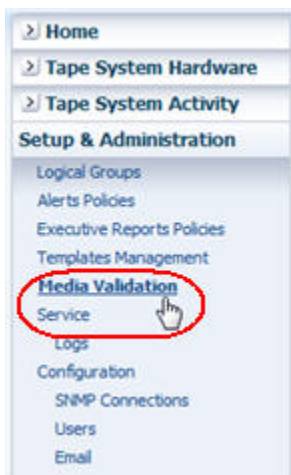 Home
Tape System Hardware
Tape System Activity
Setup & Administration
Logical Groups
Alerts Policies
Executive Reports Policies
Templates Management
Media Validation
Service
Logs
Configuration
SNMP Connections
Users
Email